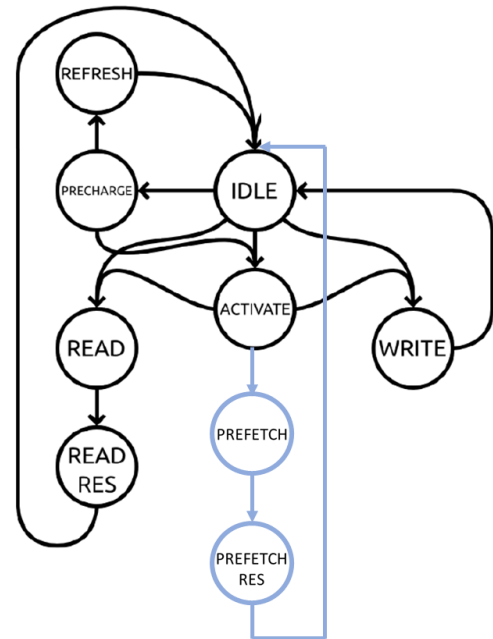 REFRESH
PRECHARGE
IDLE
ACTIVATE
READ
WRITE
PREFETCH
READ
RES
PREFETCH
RES